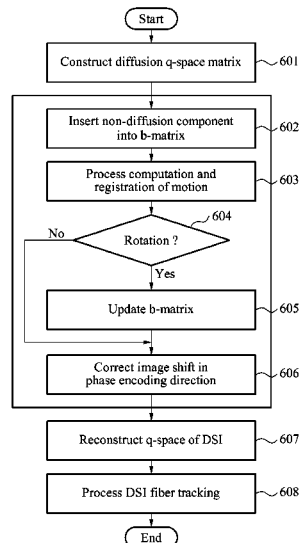 Start
Construct diffusion q-space matrix
601
Insert non-diffusion component
into b-matrix
602
Process computation and
registration of motion
603
604
Rotation ?
No
Yes
Update b-matrix
605
Correct image shift in
phase encoding direction
606
Reconstruct q-space of DSI
607
Process DSI fiber tracking
608
End